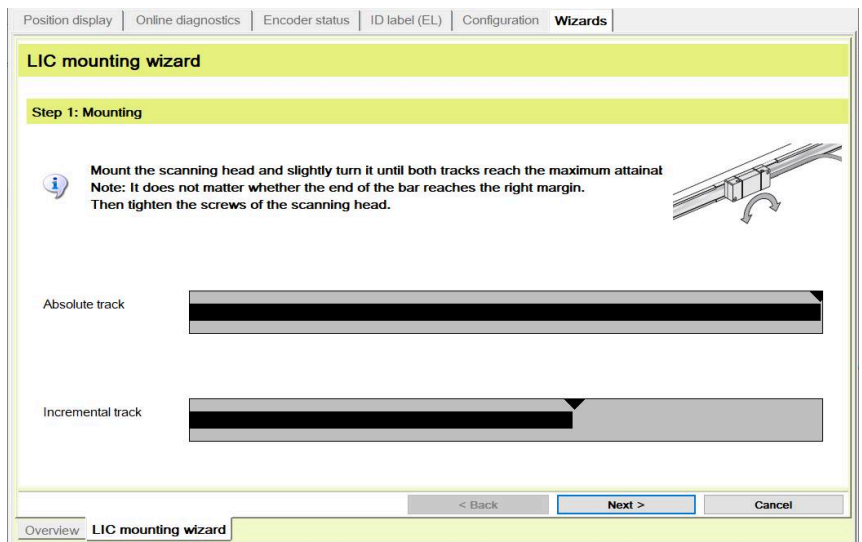 Position display Online diagnostics Encoder status ID label (EL) Configuration Wizards
LIC mounting wizard
Step 1: Mounting
Mount the scanning head and slightly turn it until both tracks reach the maximum attainat
Note: It does not matter whether the end of the bar reaches the right margin.
Then tighten the screws of the scanning head.
Absolute track
Incremental track
< Back Next > Cancel
Overview LIC mounting wizard